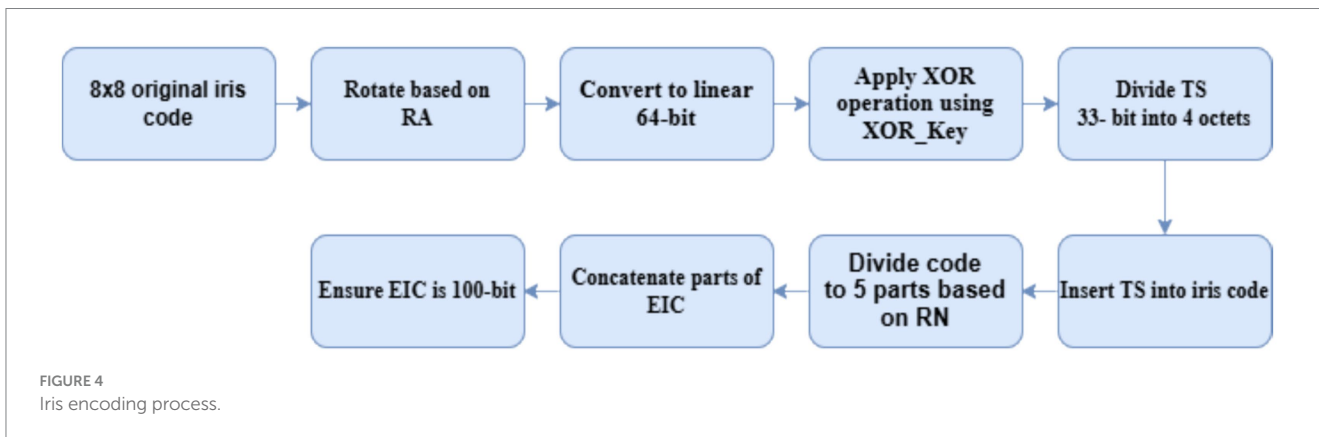 8x8 original iris
code
Rotate based on
RA
Convert to linear
64-bit
Apply XOR
operation using
XOR_Key
Divide TS
33- bit into 4 octets
Insert TS into iris code
Divide code
to 5 parts based
on RN
Concatenate parts of
EIC
Ensure EIC is 100-bit
FIGURE 4
Iris encoding process.